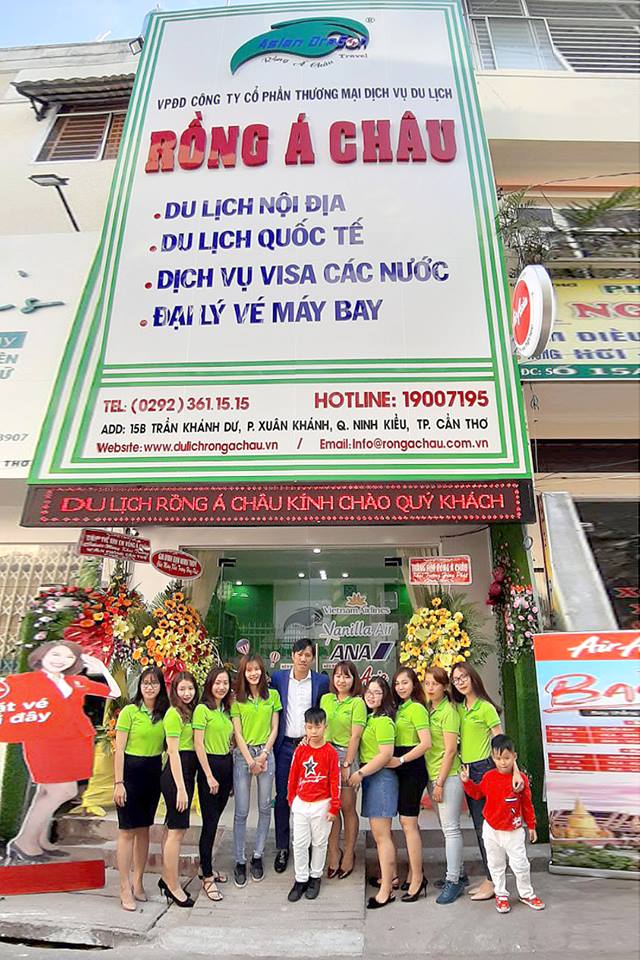 Asian Dragon
Rồng Á Châu Travel
VPĐD CÔNG TY CỔ PHẦN THƯƠNG MẠI DỊCH VỤ DU LỊCH
RỒNG Á CHÂU
. DU LỊCH NỘI ĐỊA
. DU LỊCH QUỐC TẾ
. DỊCH VỤ VISA CÁC NƯỚC
. ĐẠI LÝ VÉ MÁY BAY
TEL: (0292) 361.15.15 HOTLINE: 19007195
ADD: 15B TRẦN KHÁNH DƯ, P. XUÂN KHÁNH, Q. NINH KIỀU, TP. CẦN THƠ
Website: www.dulichrongachau.vn / Email: Info@rongachau.com.vn
DU LỊCH RỒNG Á CHÂU KÍNH CHÀO QUÝ KHÁCH
AirAsia
ĐC: SỐ 15A
3907
Vietnam Airlines
Vanilla Air
ANA